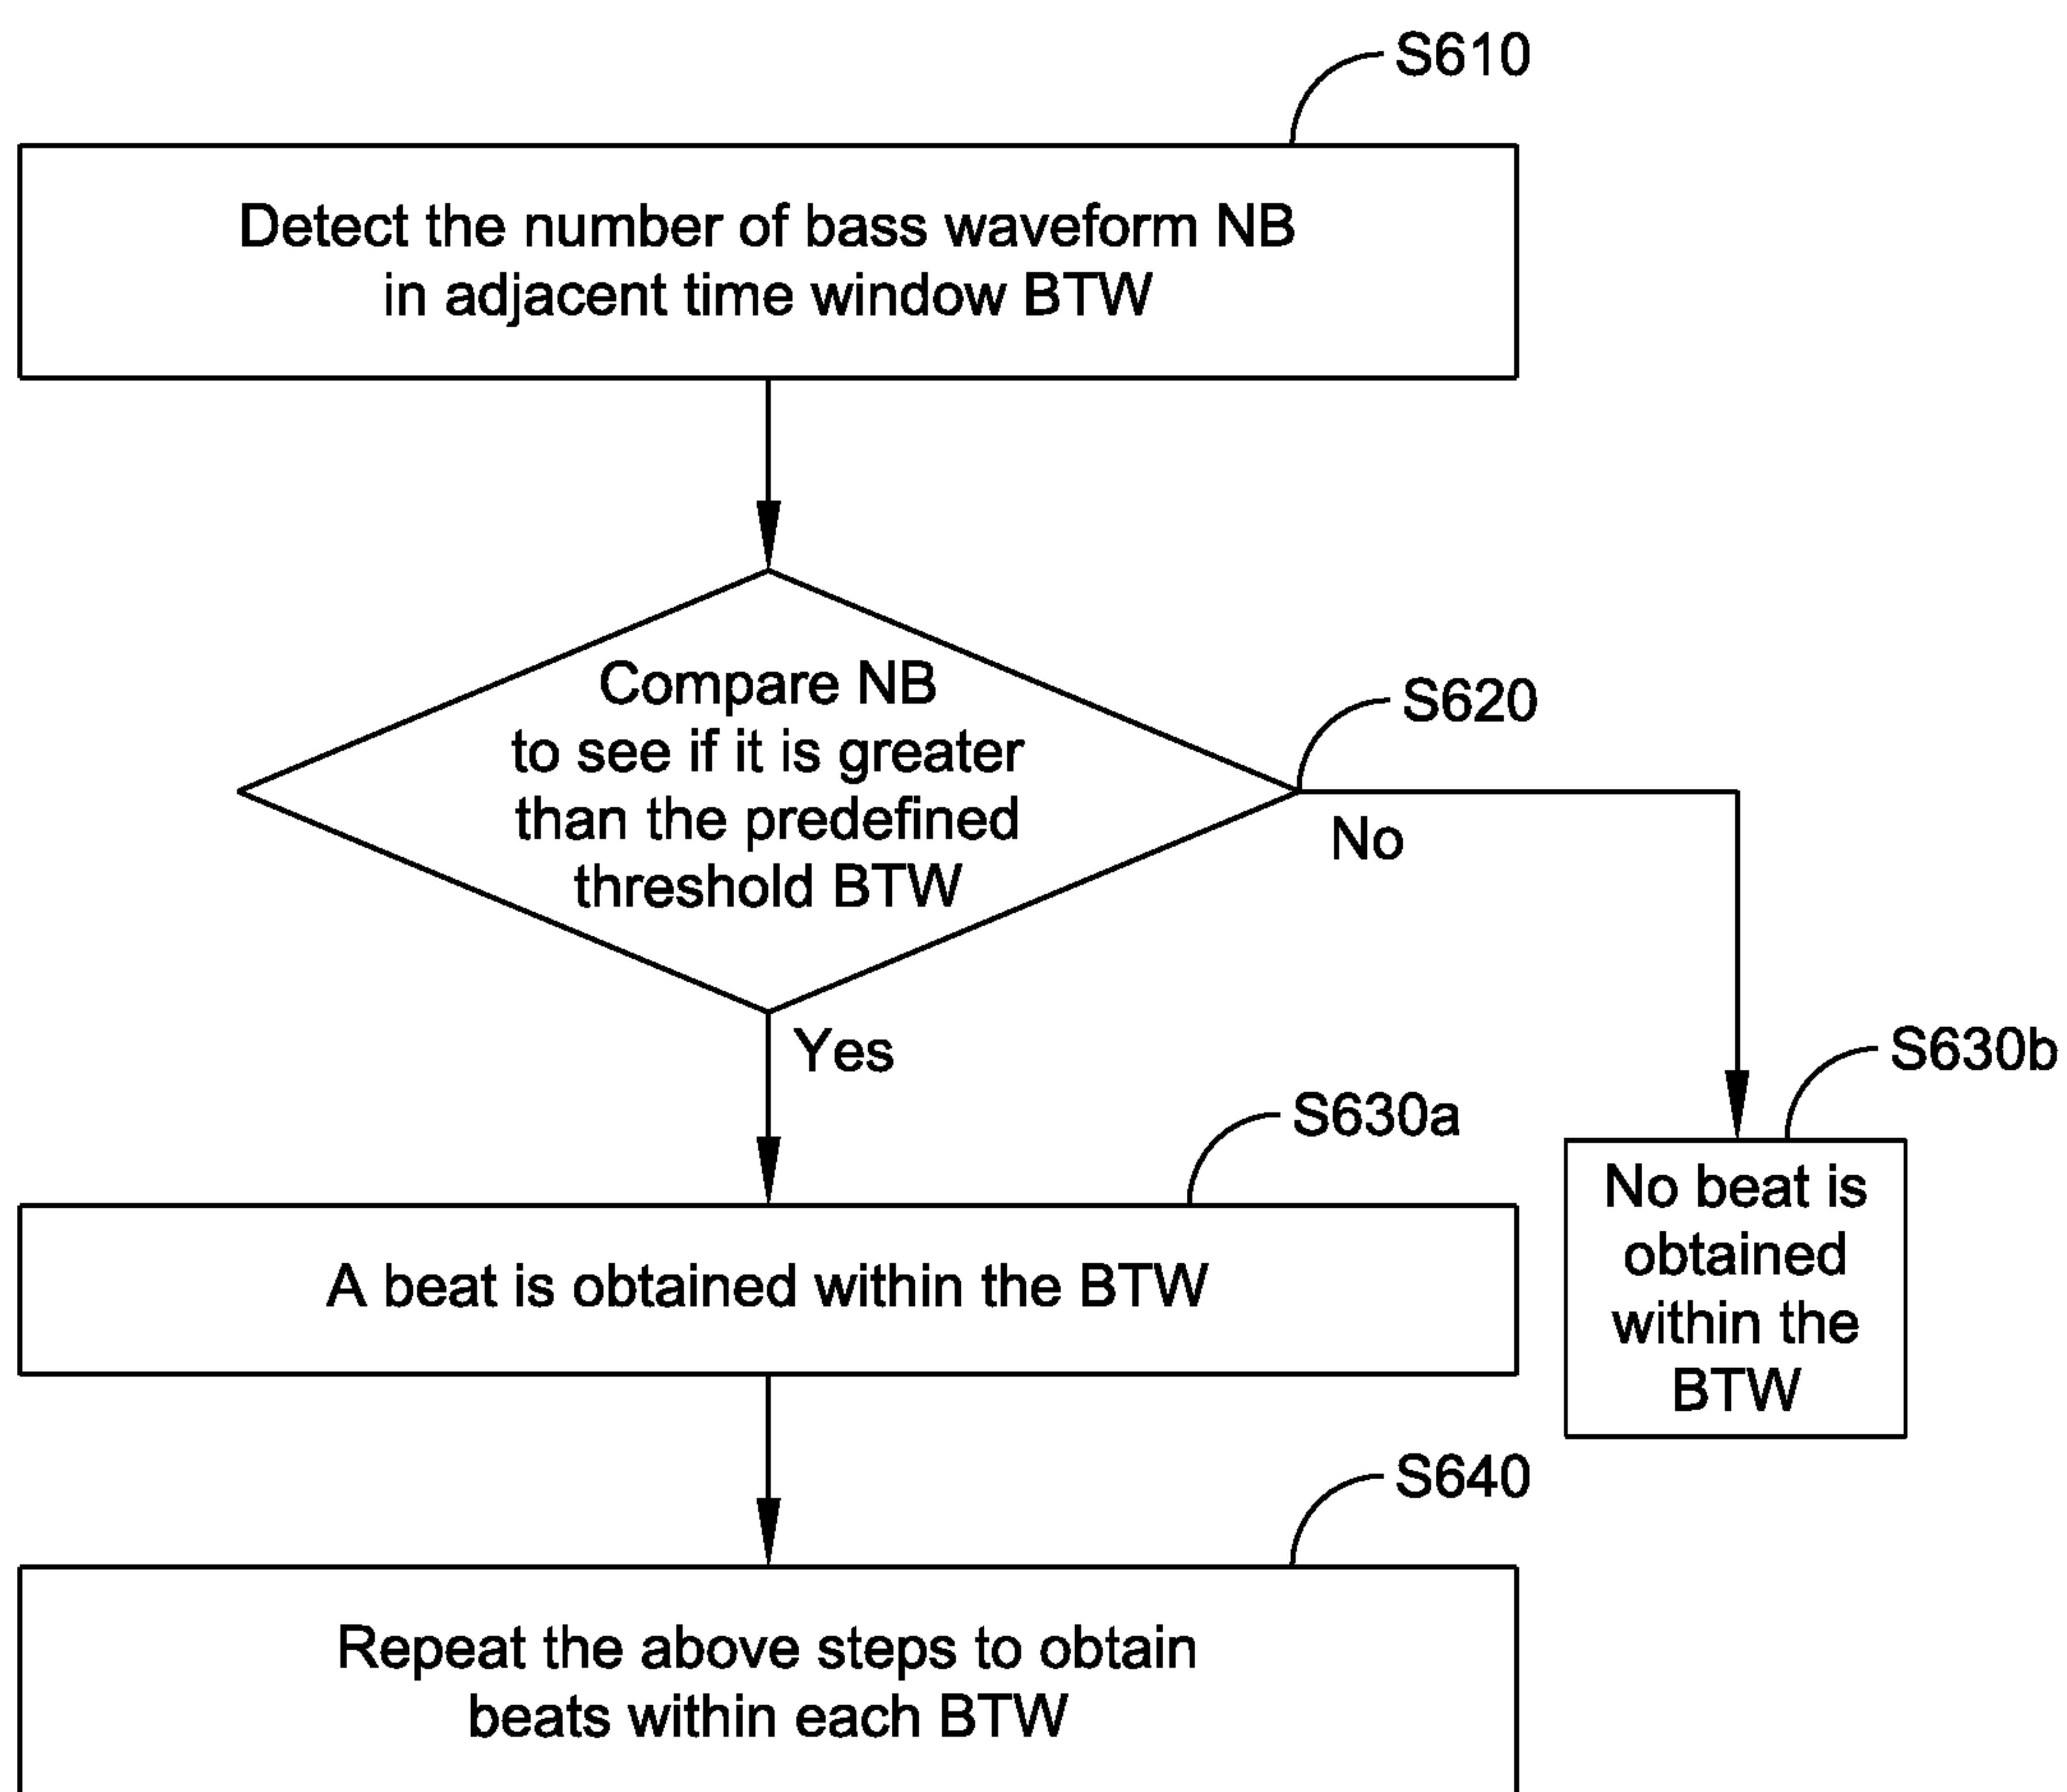 S610
Detect the number of bass waveform NB
in adjacent time window BTW
Compare NB
to see if it is greater
than the predefined
threshold BTW
S620
No
Yes
S630a
A beat is obtained within the BTW
S630b
No beat is
obtained
within the
BTW
S640
Repeat the above steps to obtain
beats within each BTW